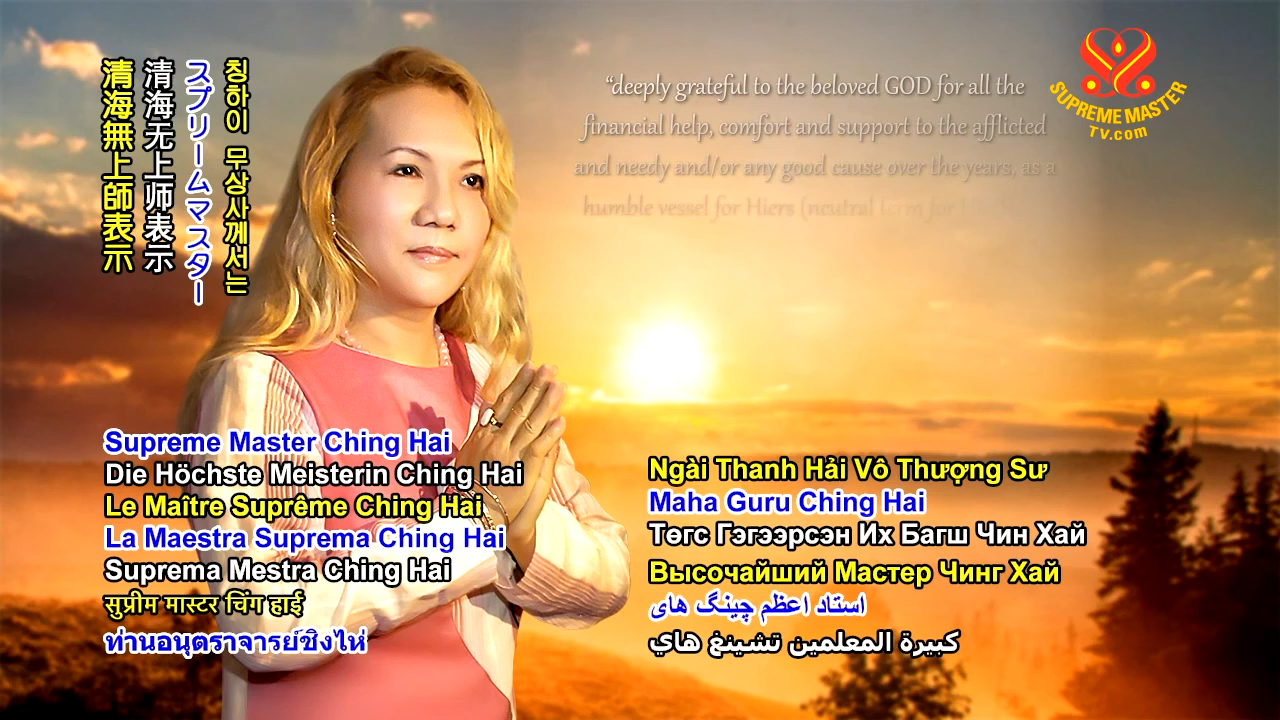 清海無上師表示
清海无上师表示
スプリームマスター
칭하이 무상사께서는
“deeply grateful to the beloved GOD for all the
financial help, comfort and support to the afflicted
and needy and/or any good cause over the years, as a
humble vessel for Hiers (neutral term for
SUPREME MASTER
TV.com
Supreme Master Ching Hai
Die Höchste Meisterin Ching Hai
Le Maître Suprême Ching Hai
La Maestra Suprema Ching Hai
Suprema Mestra Ching Hai
सुप्रीम मास्टर चिंग हाई
ท่านอนุตราจารย์ชิงไห่
Ngài Thanh Hải Vô Thượng Sư
Maha Guru Ching Hai
Төгс Гэгээрсэн Их Багш Чин Хай
Высочайший Мастер Чинг Хай
استاد اعظم چینگ های
كبيرة المعلمين تشينغ هاي